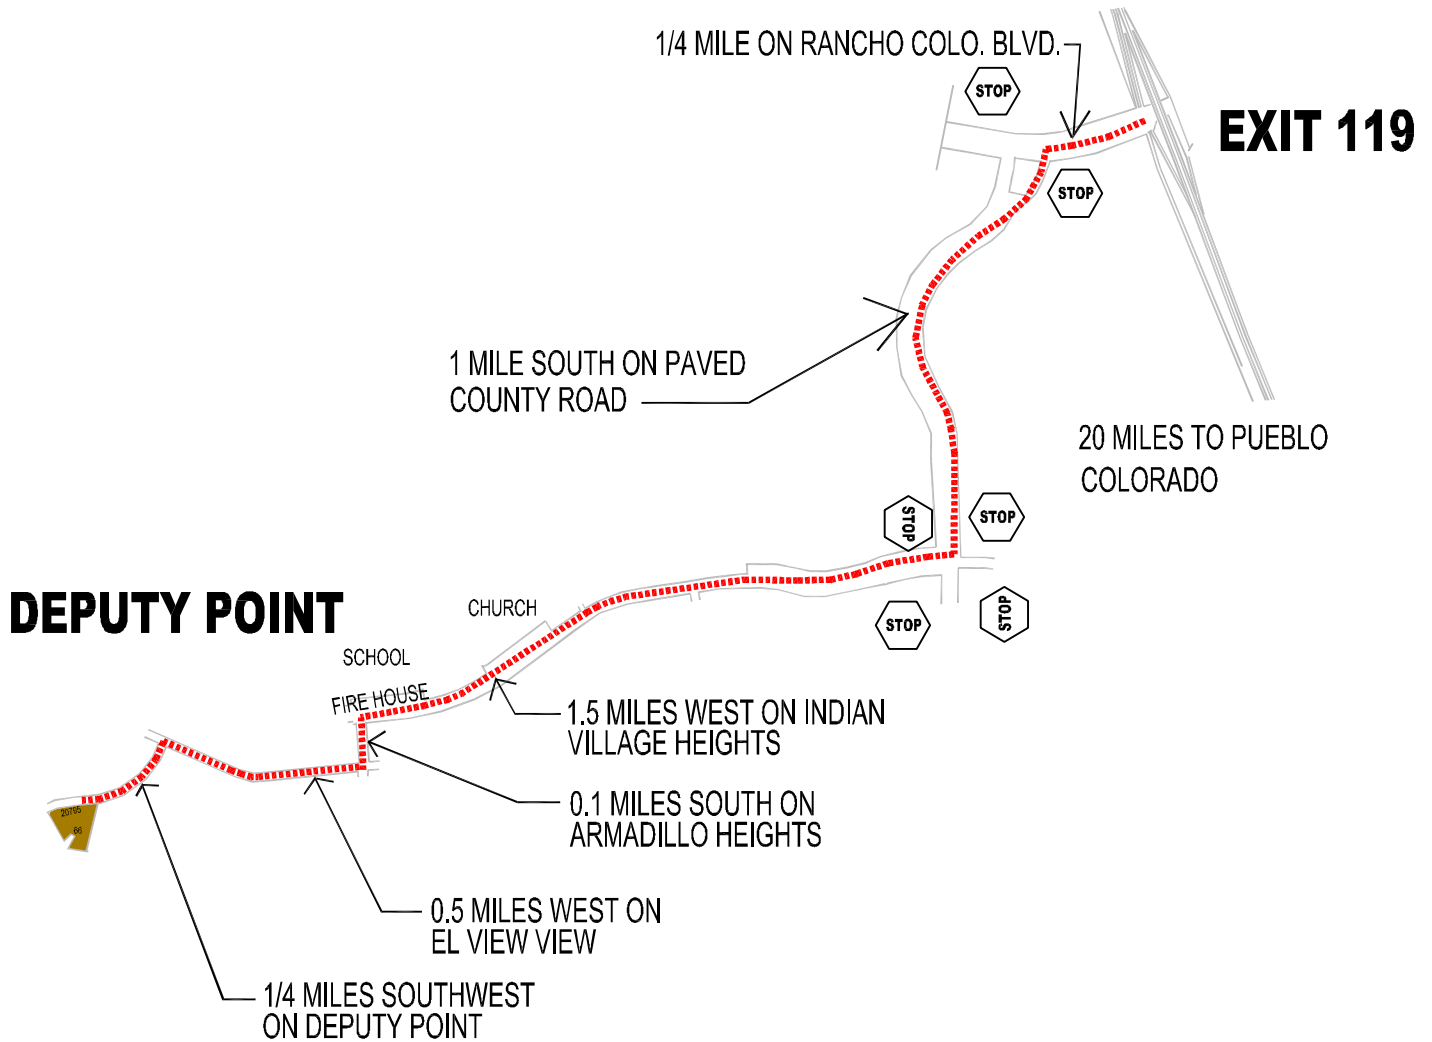 1/4 MILE ON RANCHO COLO. BLVD.
STOP
EXIT 119
STOP
1 MILE SOUTH ON PAVED
COUNTY ROAD
20 MILES TO PUEBLO
COLORADO
STOP
STOP
DEPUTY POINT
CHURCH
STOP
STOP
SCHOOL
FIRE HOUSE
1.5 MILES WEST ON INDIAN
VILLAGE HEIGHTS
0.1 MILES SOUTH ON
ARMADILLO HEIGHTS
20765
66
0.5 MILES WEST ON
EL VIEW VIEW
1/4 MILES SOUTHWEST
ON DEPUTY POINT